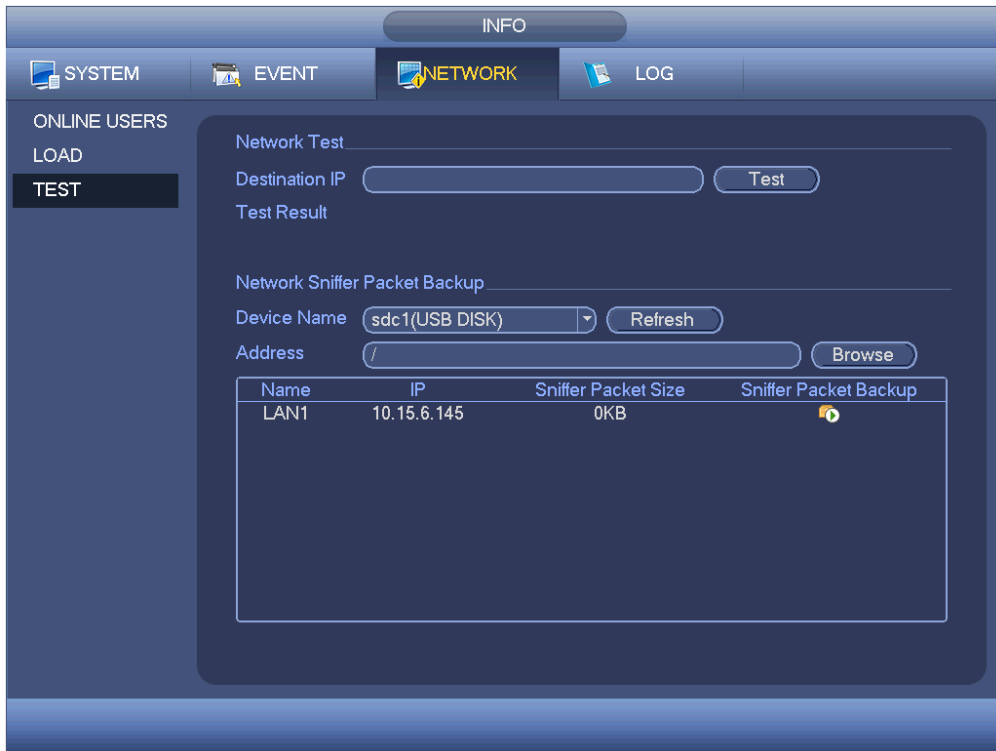 INFO
SYSTEM EVENT NETWORK LOG
ONLINE USERS
LOAD
TEST
Network Test
Destination IP Test
Test Result
Network Sniffer Packet Backup
Device Name sdc1(USB DISK) Refresh
Address / Browse
Name IP Sniffer Packet Size Sniffer Packet Backup
LAN1 10.15.6.145 0KB